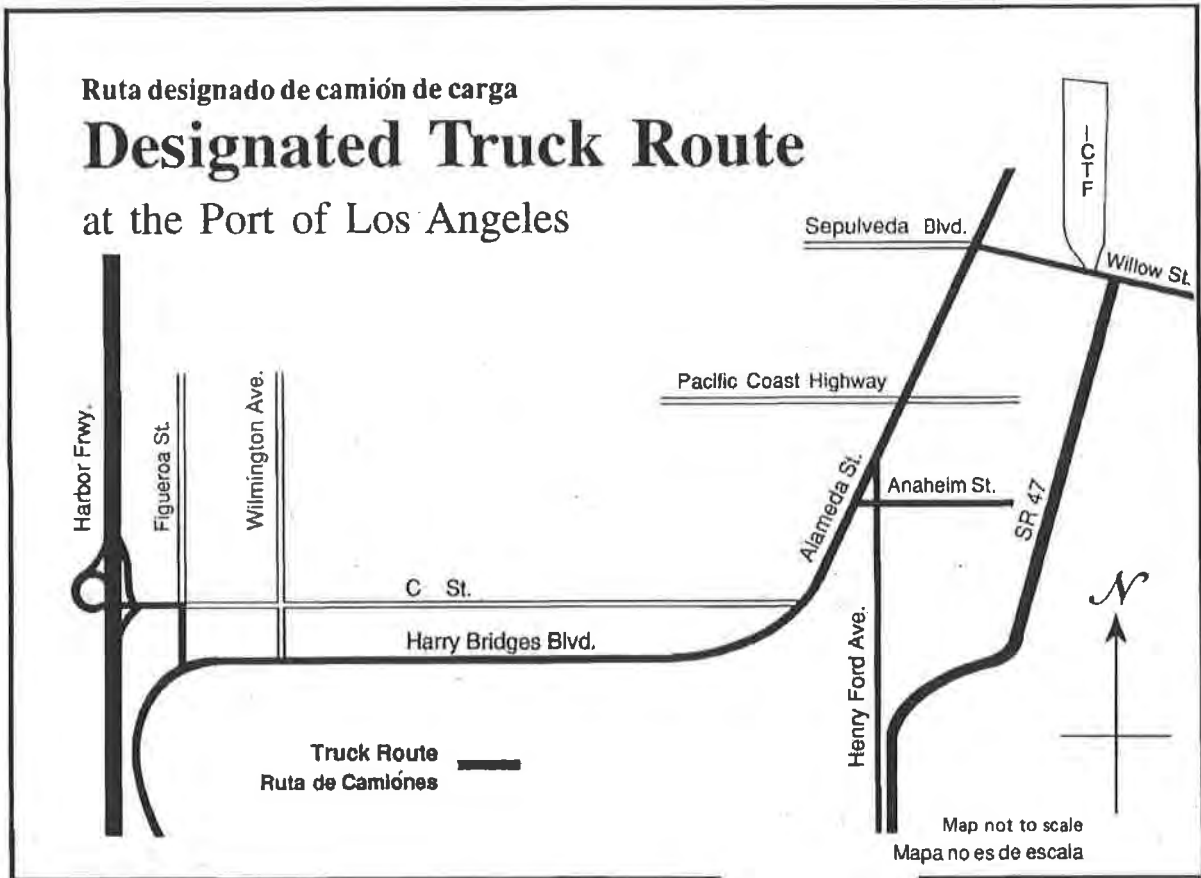 Ruta designado de camión de carga
Designated Truck Route
at the Port of Los Angeles
ICTF
Sepulveda Blvd.
Willow St.
Pacific Coast Highway
Harbor Frwy.
Figueroa St.
Wilmington Ave.
Alameda St.
Anaheim St.
SR 47
C St.
Harry Bridges Blvd.
Henry Ford Ave.
N
Truck Route
Ruta de Camiónes
Map not to scale
Mapa no es de escala